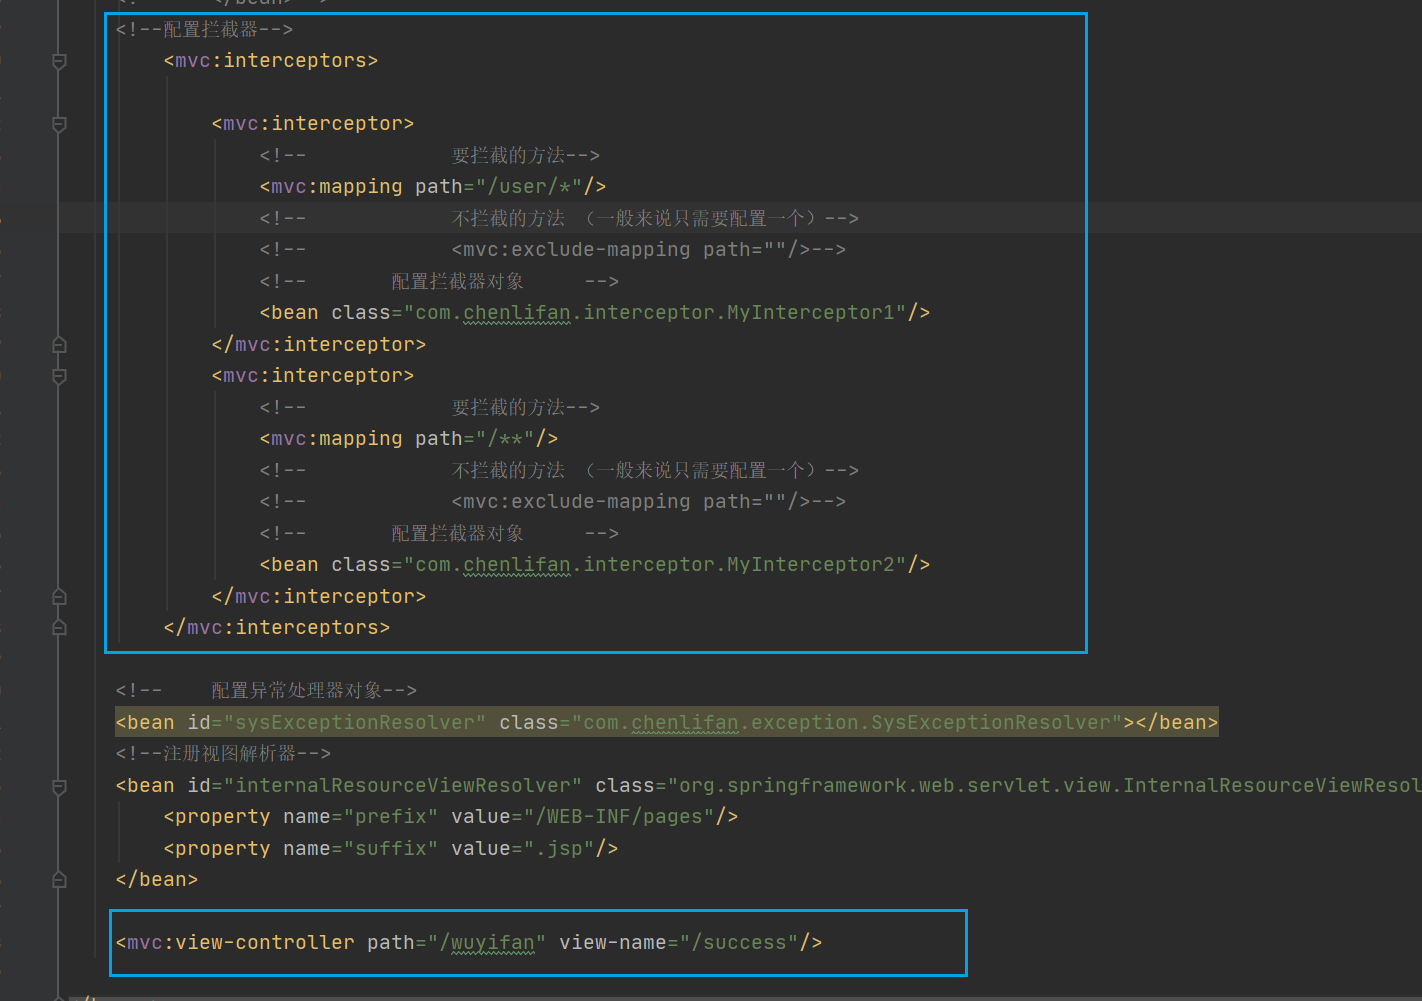 <!--配置拦截器-->
<mvc:interceptors>
<mvc:interceptor>
<!-- 要拦截的方法-->
<mvc:mapping path="/user/*"/>
<!-- 不拦截的方法 （一般来说只需要配置一个）-->
<!-- <mvc:exclude-mapping path=""/>-->
<!-- 配置拦截器对象 -->
<bean class="com.chenlifan.interceptor.MyInterceptor1"/>
</mvc:interceptor>
<mvc:interceptor>
<!-- 要拦截的方法-->
<mvc:mapping path="/**"/>
<!-- 不拦截的方法 （一般来说只需要配置一个）-->
<!-- <mvc:exclude-mapping path=""/>-->
<!-- 配置拦截器对象 -->
<bean class="com.chenlifan.interceptor.MyInterceptor2"/>
</mvc:interceptor>
</mvc:interceptors>
<!-- 配置异常处理器对象-->
<bean id="sysExceptionResolver" class="com.chenlifan.exception.SysExceptionResolver"></bean>
<!--注册视图解析器-->
<bean id="internalResourceViewResolver" class="org.springframework.web.servlet.view.InternalResourceViewResol
<property name="prefix" value="/WEB-INF/pages"/>
<property name="suffix" value=".jsp"/>
</bean>
<mvc:view-controller path="/wuyifan" view-name="/success"/>